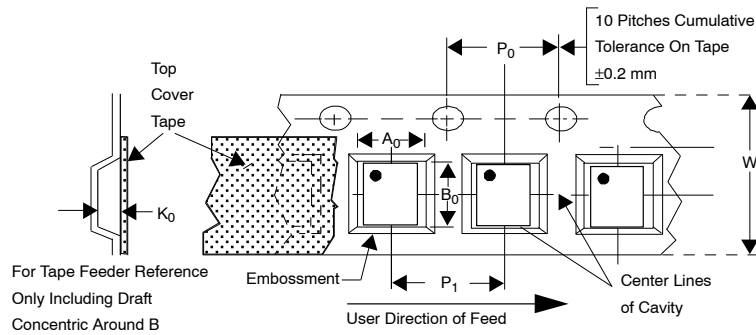 10 Pitches Cumulative
Tolerance On Tape
±0.2 mm
P0
Top
Cover
Tape
A0
W
B0
K0
For Tape Feeder Reference
Only Including Draft
Concentric Around B
Embossment
P1
Center Lines
of Cavity
User Direction of Feed